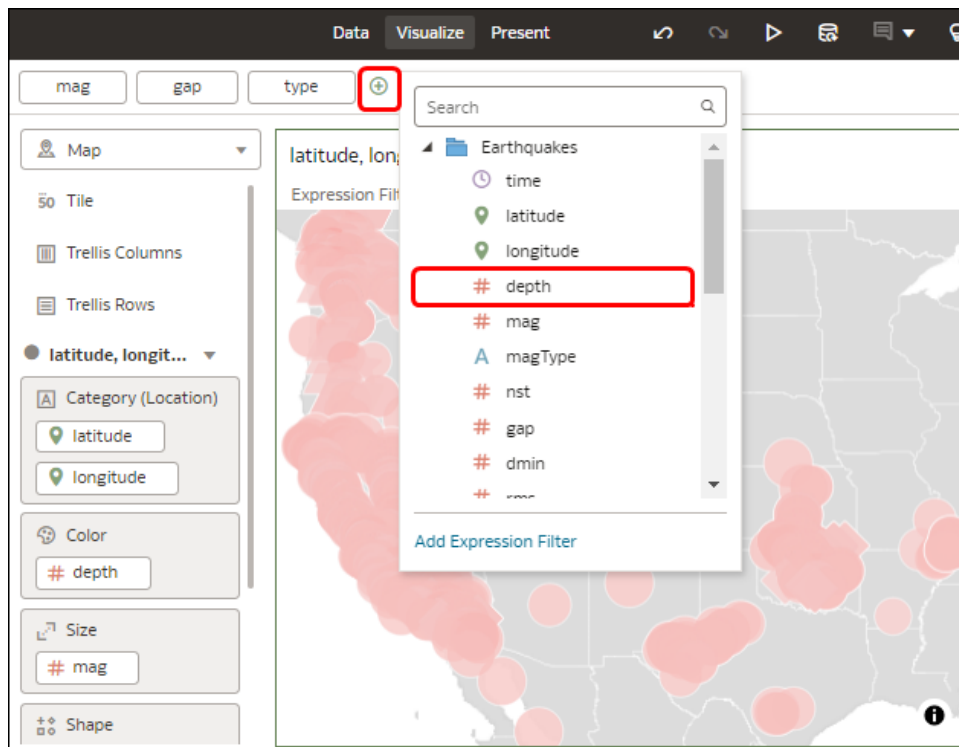 Data Visualize Present
mag gap type
Search
Map
latitude, lon
Earthquakes
Expression Filt
time
50 Tile
latitude
Trellis Columns
longitude
depth
Trellis Rows
mag
latitude, longit...
magType
A Category (Location)
nst
latitude
gap
longitude
dmin
Color
Add Expression Filter
# depth
Size
# mag
Shape